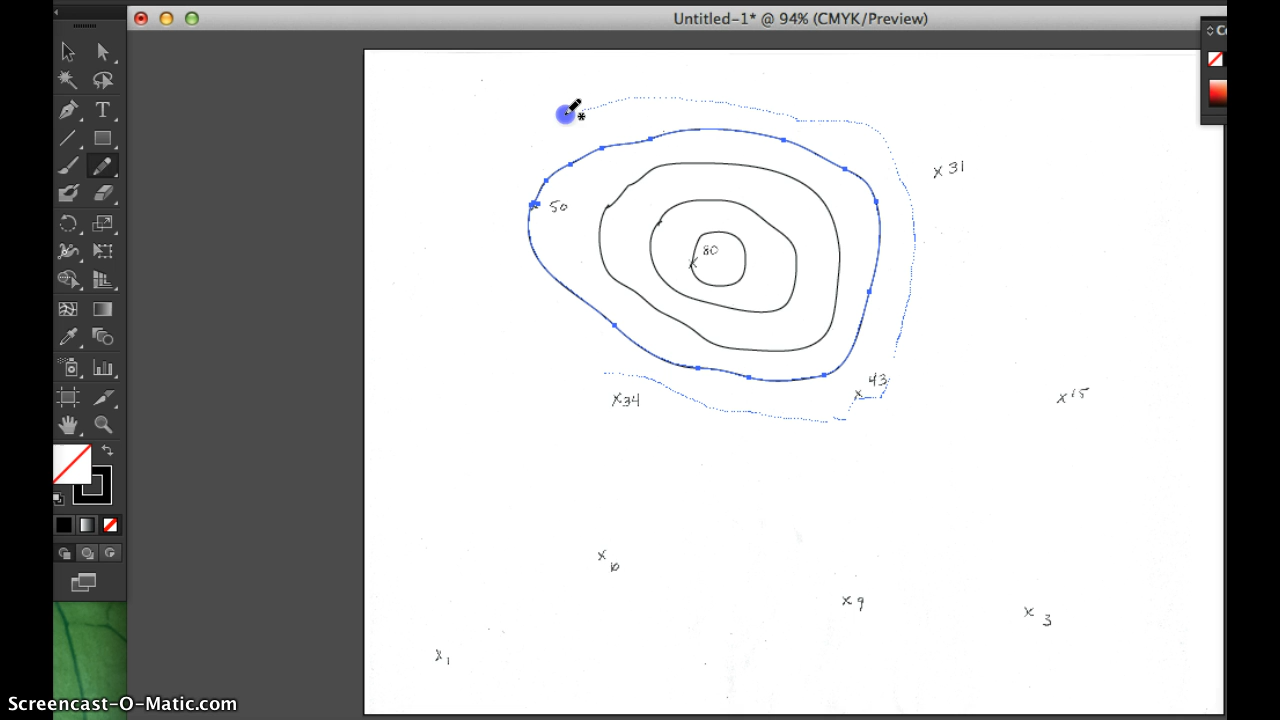 Untitled-1* @ 94% (CMYK/Preview)
x 31
50
80
43
x
x34
x 15
x
10
x 9
x 3
x 1
Screencast-O-Matic.com